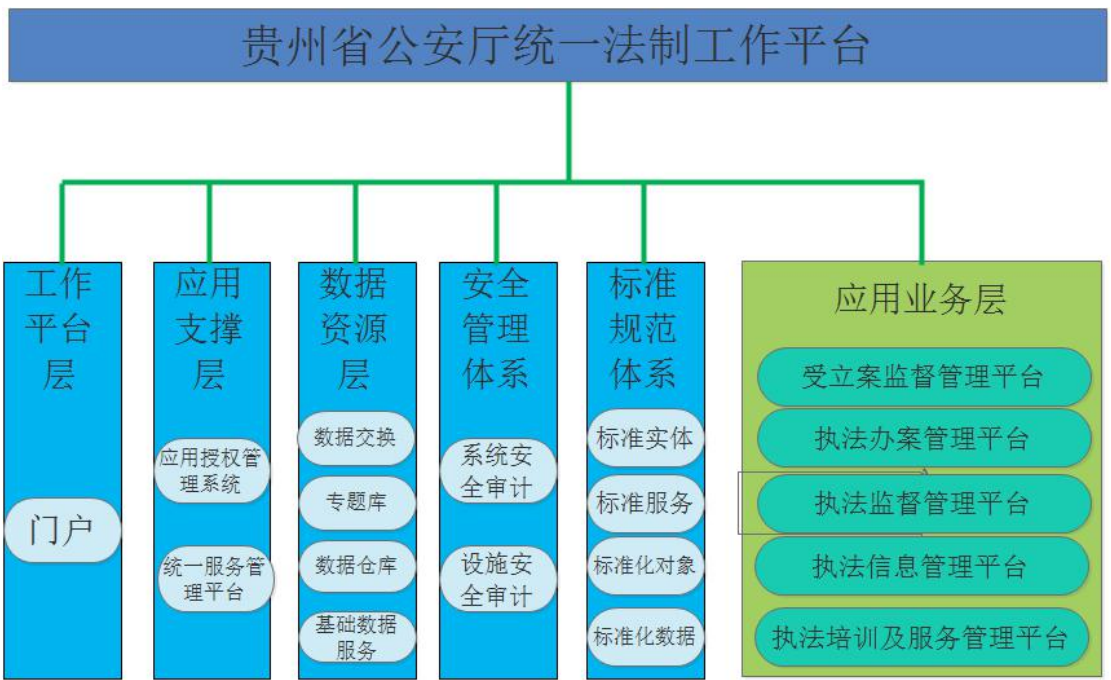 贵州省公安厅统一法制工作平台
工作
平台
层
门户
应用
支撑
层
应用授权管
理系统
统一服务管
理平台
数据
资源
层
数据交换
专题库
数据仓库
基础数据
服务
安全
管理
体系
系统安
全审计
设施安
全审计
标准
规范
体系
标准实体
标准服务
标准化对象
标准化数据
应用业务层
受立案监督管理平台
执法办案管理平台
执法监督管理平台
执法信息管理平台
执法培训及服务管理平台